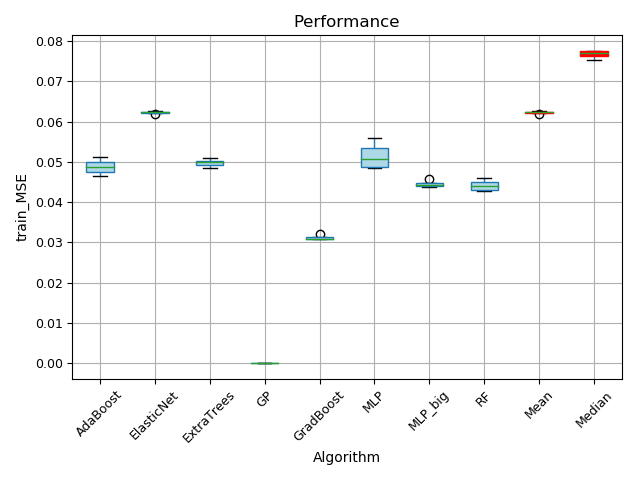 Performance
train_MSE
0.08
0.07
0.06
0.05
0.04
0.03
0.02
0.01
0.00
AdaBoost
ElasticNet
ExtraTrees
GP
GradBoost
MLP
MLP_big
RF
Mean
Median
Algorithm